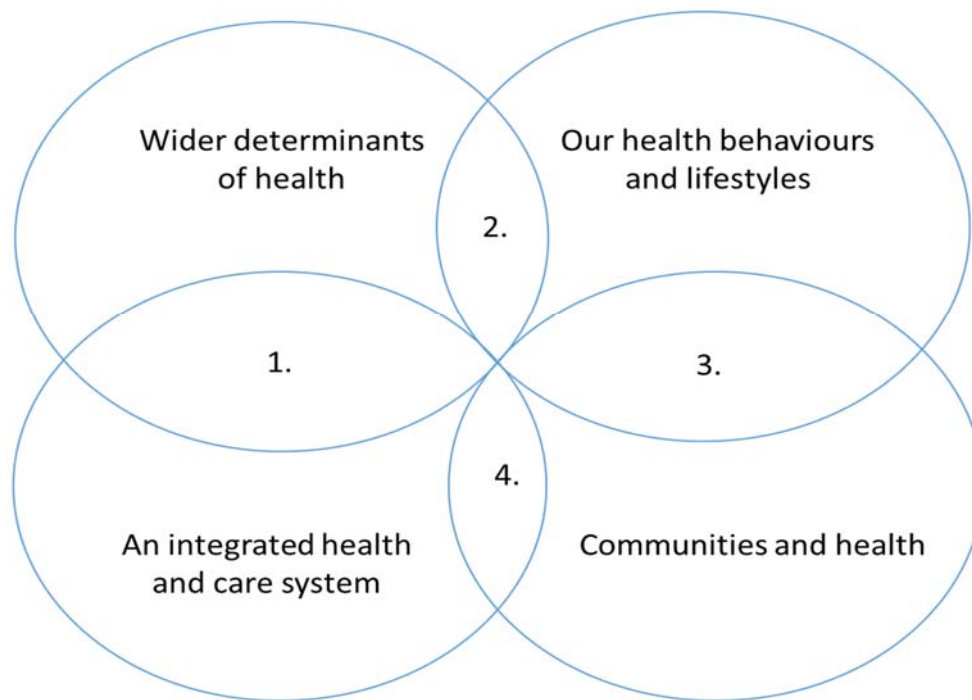 Wider determinants
of health
Our health behaviours
and lifestyles
2.
1.
3.
4.
An integrated health
and care system
Communities and health